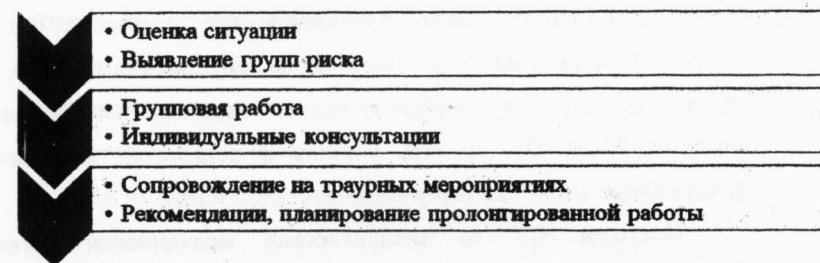 • Оценка ситуации
• Выявление групп риска
• Групповая работа
• Индивидуальные консультации
• Сопровождение на траурных мероприятиях
• Рекомендации, планирование пролонгированной работы